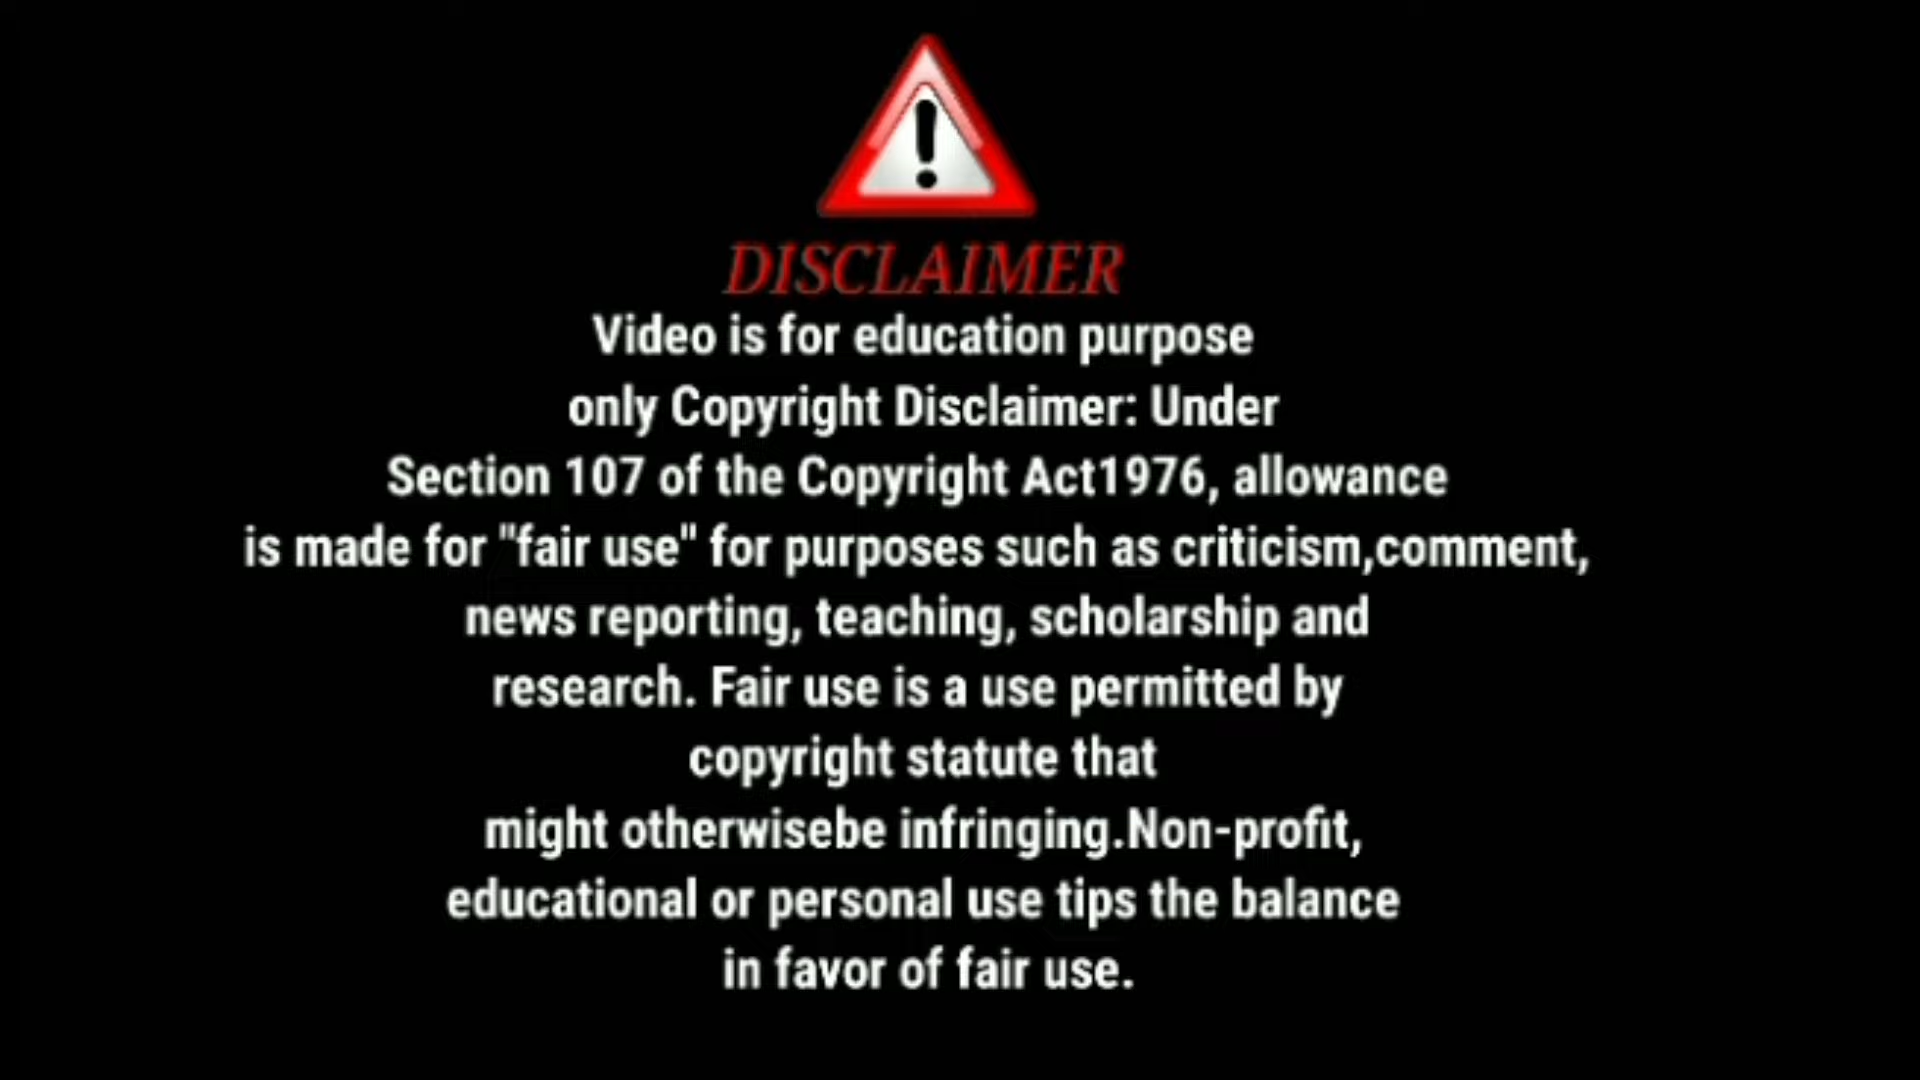 DISCLAIMER
Video is for education purpose
only Copyright Disclaimer: Under
Section 107 of the Copyright Act1976, allowance
is made for "fair use" for purposes such as criticism,comment,
news reporting, teaching, scholarship and
research. Fair use is a use permitted by
copyright statute that
might otherwisebe infringing.Non-profit,
educational or personal use tips the balance
in favor of fair use.